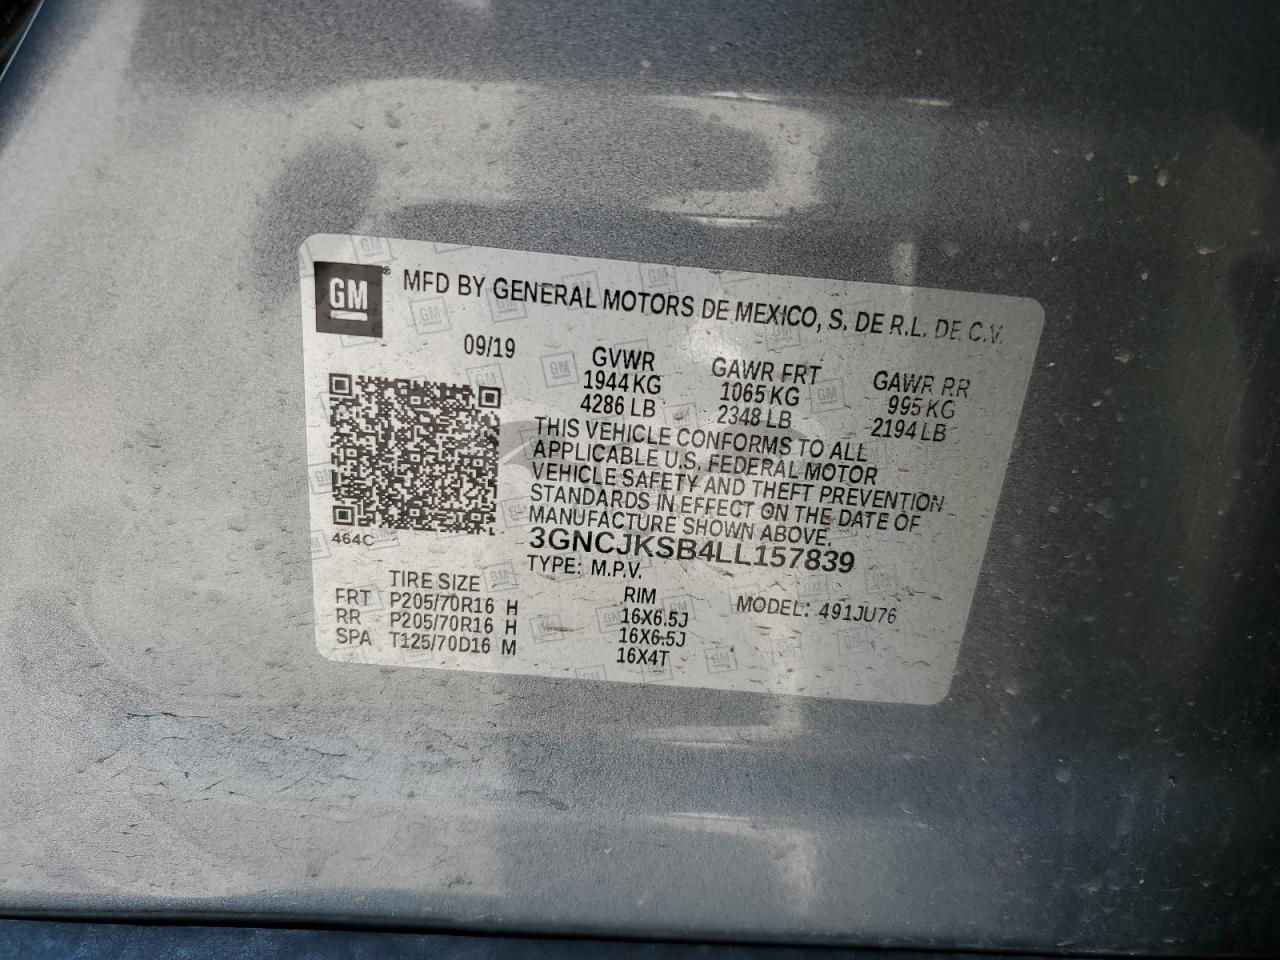 GM® MFD BY GENERAL MOTORS DE MEXICO, S. DE R.L. DE C.V.
09/19 GVWR GAWR FRT GAWR RR
1944 KG 1065 KG 995 KG
4286 LB 2348 LB 2194 LB
THIS VEHICLE CONFORMS TO ALL
APPLICABLE U.S. FEDERAL MOTOR
VEHICLE SAFETY AND THEFT PREVENTION
STANDARDS IN EFFECT ON THE DATE OF
MANUFACTURE SHOWN ABOVE.
464C 3GNCJKSB4LL157839
TYPE: M.P.V. MODEL: 491JU76
TIRE SIZE RIM
FRT P205/70R16 H 16X6.5J
RR P205/70R16 H 16X6.5J
SPA T125/70D16 M 16X4T